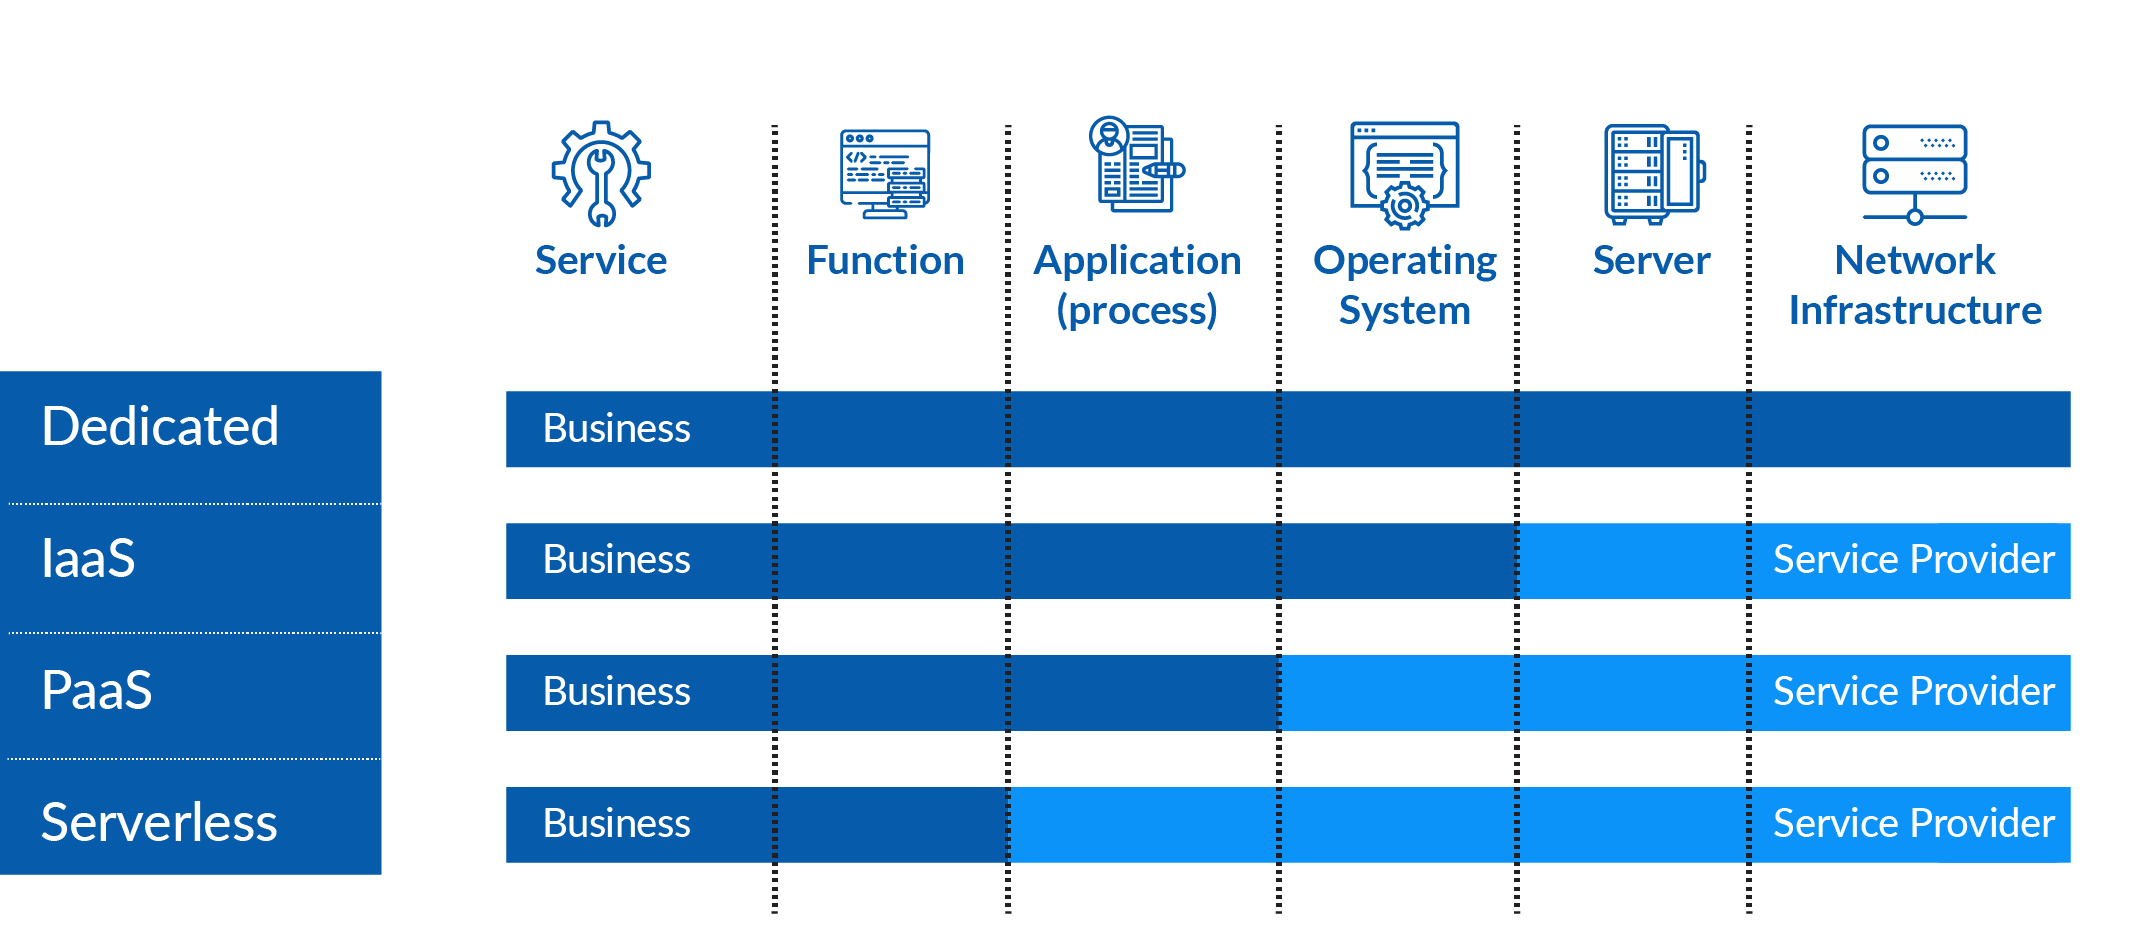 Service
Function
Application
(process)
Operating
System
Server
Network
Infrastructure
Dedicated
Business
IaaS
Business
Service Provider
PaaS
Business
Service Provider
Serverless
Business
Service Provider